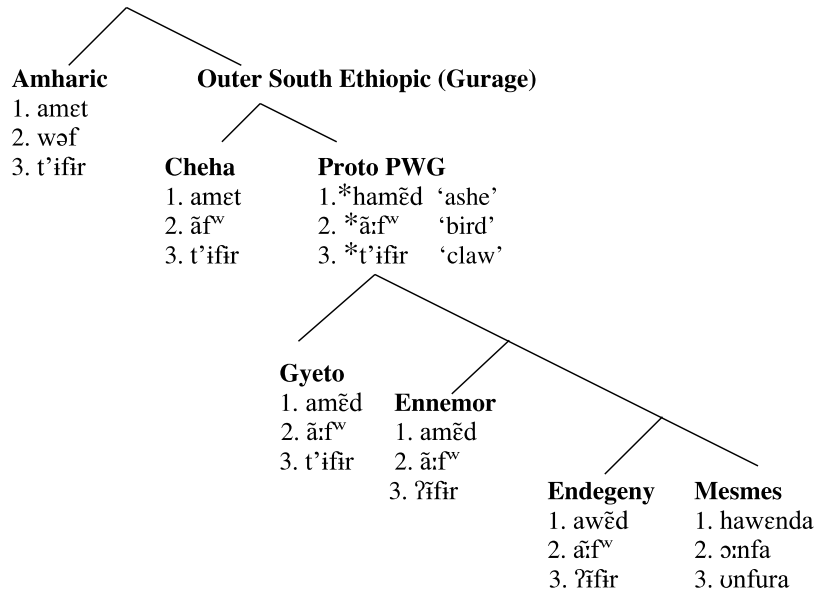 Amharic
1. amɛt
2. wəf
3. t’ɨfɨr
Outer South Ethiopic (Gurage)
Cheha
1. amɛt
2. ãfʷ
3. t’ɨfɨr
Proto PWG
1.*hamɛ̃d ‘ashe’
2. *ãːfʷ ‘bird’
3. *t’ɨfɨr ‘claw’
Gyeto
1. amɛ̃d
2. ãːfʷ
3. t’ɨfɨr
Ennemor
1. amɛ̃d
2. ãːfʷ
3. ʔɨ̃fɨr
Endegeny
1. awɛ̃d
2. ãːfʷ
3. ʔɨ̃fɨr
Mesmes
1. hawɛnda
2. ɔːnfa
3. ʊnfura